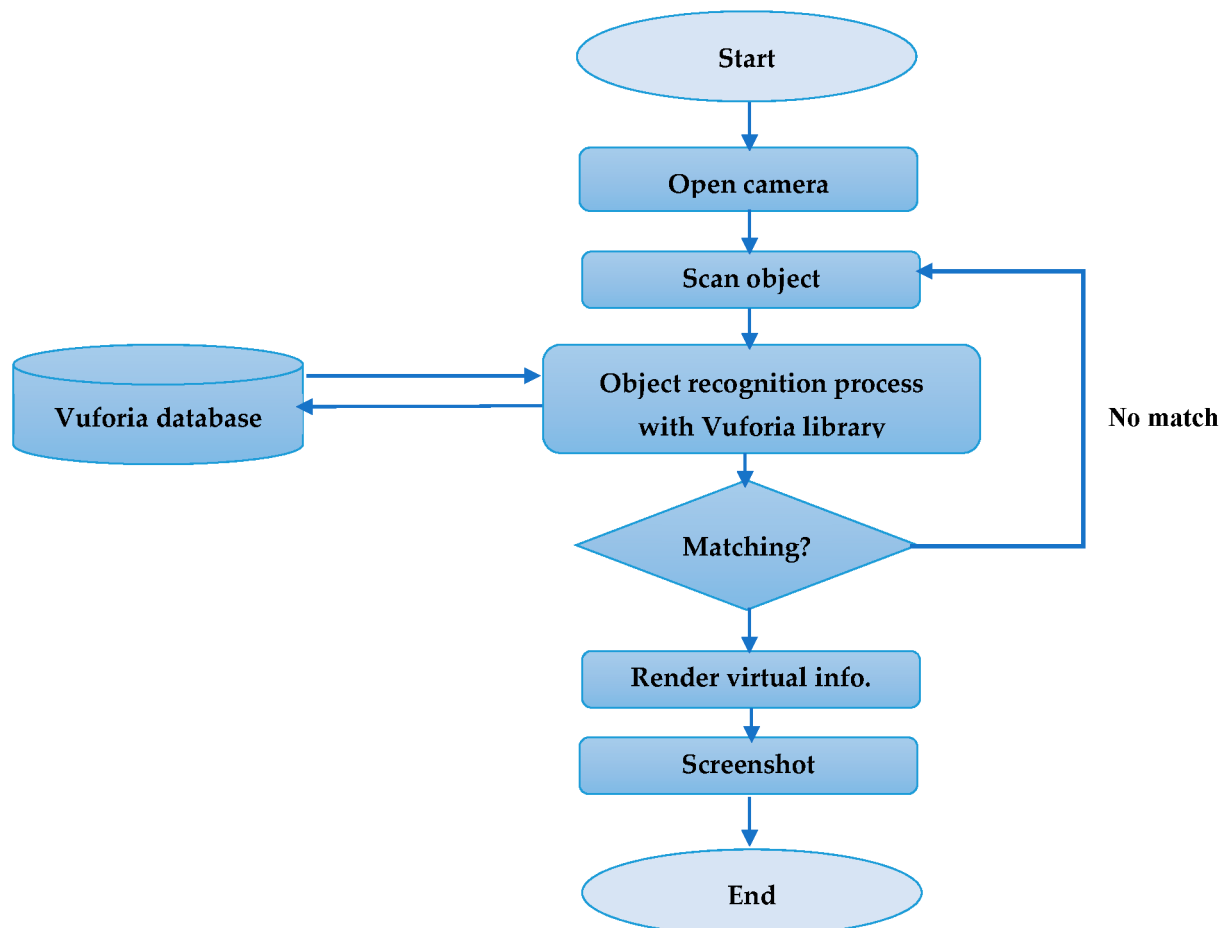 Start
Open camera
Scan object
Vuforia database
Object recognition process
with Vuforia library
No match
Matching?
Render virtual info.
Screenshot
End